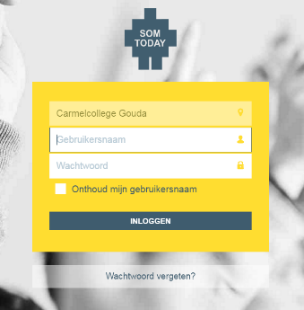 SOM
TODAY
Carmelcollege Gouda
Gebruikersnaam
Wachtwoord
Onthoud mijn gebruikersnaam
INLOGGEN
Wachtwoord vergeten?